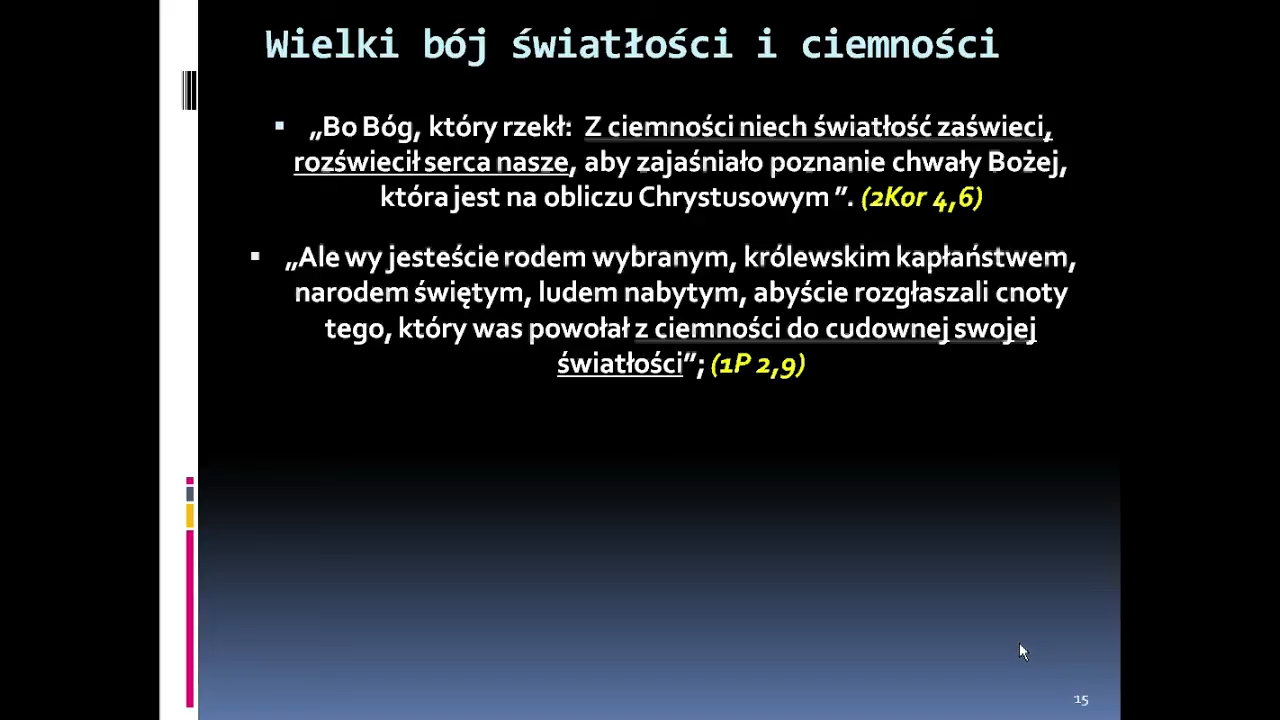 Wielki bój światłości i ciemności
▪ „Bo Bóg, który rzekł: Z ciemności niech światłość zaświeci,
rozświecił serca nasze, aby zajaśniało poznanie chwały Bożej,
która jest na obliczu Chrystusowym ”. (2Kor 4,6)
▪ „Ale wy jesteście rodem wybranym, królewskim kapłaństwem,
narodem świętym, ludem nabytym, abyście rozgłaszali cnoty
tego, który was powołał z ciemności do cudownej swojej
światłości”; (1P 2,9)
15